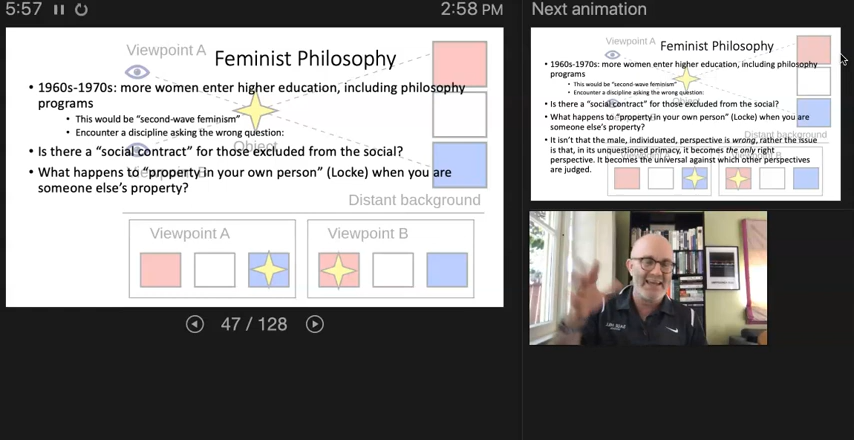 5:57
2:58 PM
Next animation
Viewpoint A
Feminist Philosophy
• 1960s-1970s: more women enter higher education, including philosophy
programs
• This would be "second-wave feminism"
• Encounter a discipline asking the wrong question:
Object
• Is there a "social contract" for those excluded from the social?
Viewpoint B
• What happens to "property in your own person" (Locke) when you are
someone else's property?
Distant background
Viewpoint A
Viewpoint B
47 / 128
Viewpoint A
Feminist Philosophy
• 1960s-1970s: more women enter higher education, including philosophy
programs
• This would be "second-wave feminism"
• Encounter a discipline asking the wrong question:
Object
• Is there a "social contract" for those excluded from the social?
• What happens to "property in your own person" (Locke) when you are
someone else's property?
Distant background
• It isn't that the male, individuated, perspective is wrong, rather the issue
is that, in its unquestioned primacy, it becomes the only right
perspective. It becomes the universal against which other perspectives
are judged.